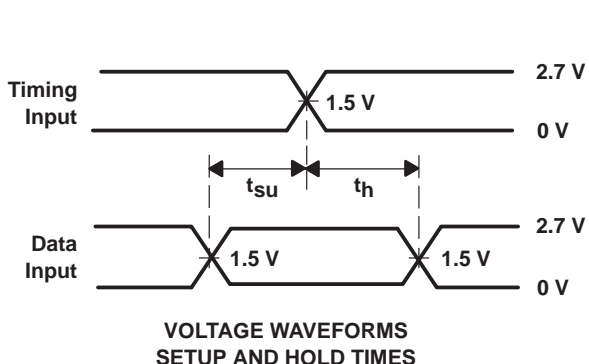 2.7 V
Timing
Input
1.5 V
0 V
tsu
th
2.7 V
Data
Input
1.5 V
1.5 V
0 V
VOLTAGE WAVEFORMS
SETUP AND HOLD TIMES